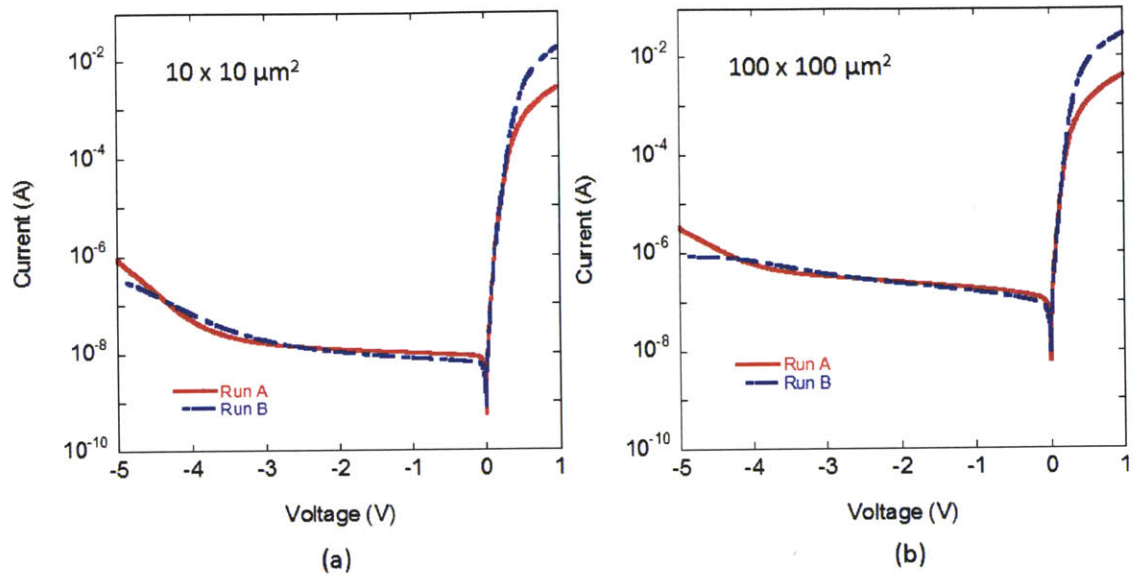 10 x 10 µm²
10⁻²
10⁻⁴
10⁻⁶
10⁻⁸
10⁻¹⁰
Current (A)
Run A
Run B
-5 -4 -3 -2 -1 0 1
Voltage (V)
(a)
100 x 100 µm²
10⁻²
10⁻⁴
10⁻⁶
10⁻⁸
10⁻¹⁰
Current (A)
Run A
Run B
-5 -4 -3 -2 -1 0 1
Voltage (V)
(b)